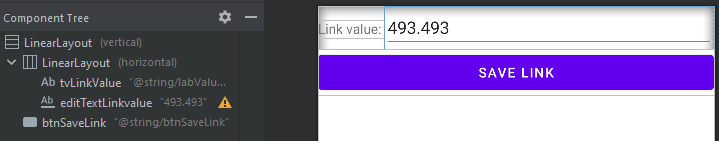 Component Tree
LinearLayout (vertical)
LinearLayout (horizontal)
Ab tvLinkValue "@string/labValu...
Ab editTextLinkvalue "493.493"
btnSaveLink "@string/btnSaveLink"
Link value: 493.493
SAVE LINK